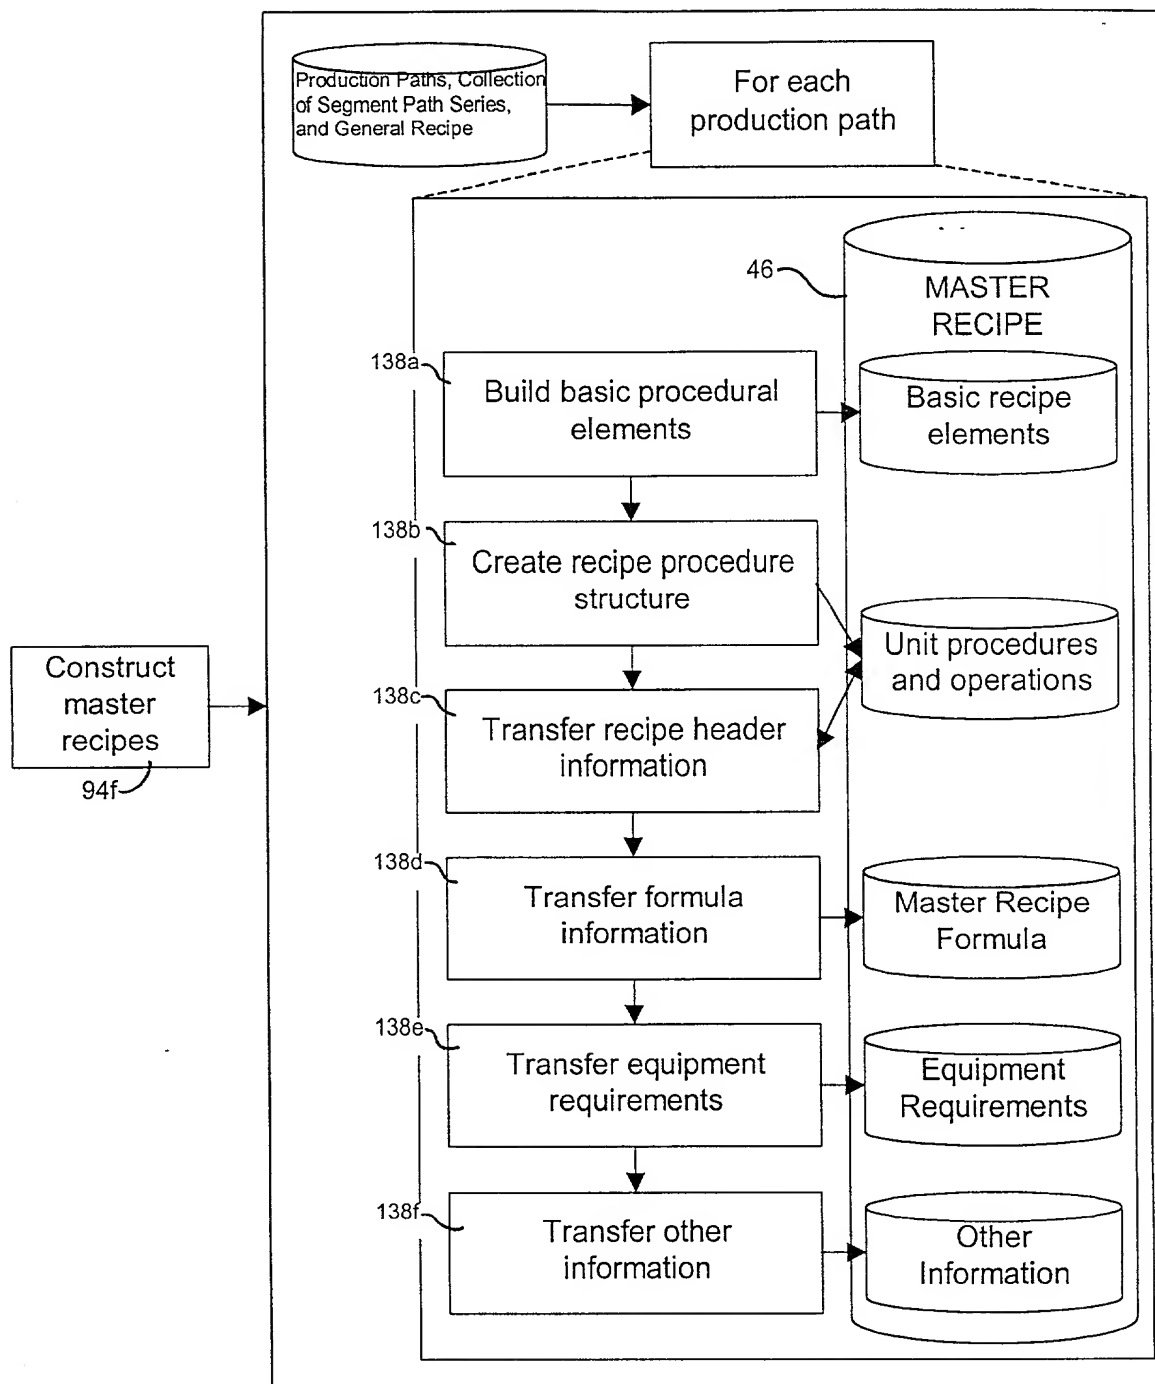 Production Paths, Collection
of Segment Path Series,
and General Recipe
For each
production path
46
MASTER
RECIPE
138a
Build basic procedural
elements
Basic recipe
elements
138b
Create recipe procedure
structure
Unit procedures
and operations
Construct
master
recipes
94f
138c
Transfer recipe header
information
138d
Transfer formula
information
Master Recipe
Formula
138e
Transfer equipment
requirements
Equipment
Requirements
138f
Transfer other
information
Other
Information